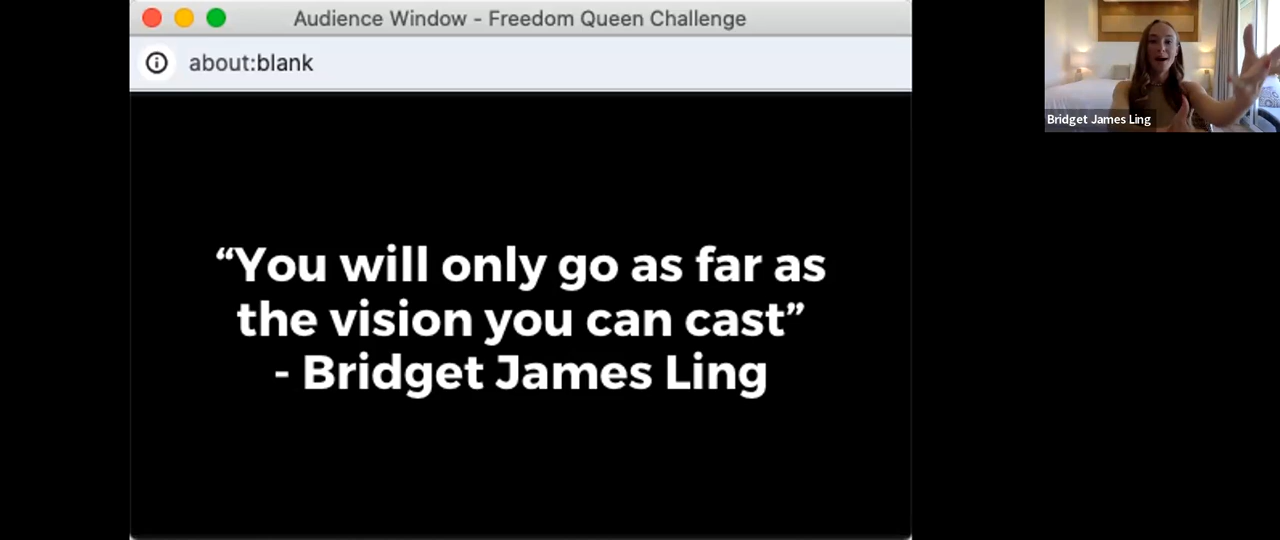 Audience Window - Freedom Queen Challenge
about:blank
“You will only go as far as
the vision you can cast”
- Bridget James Ling
Bridget James Ling